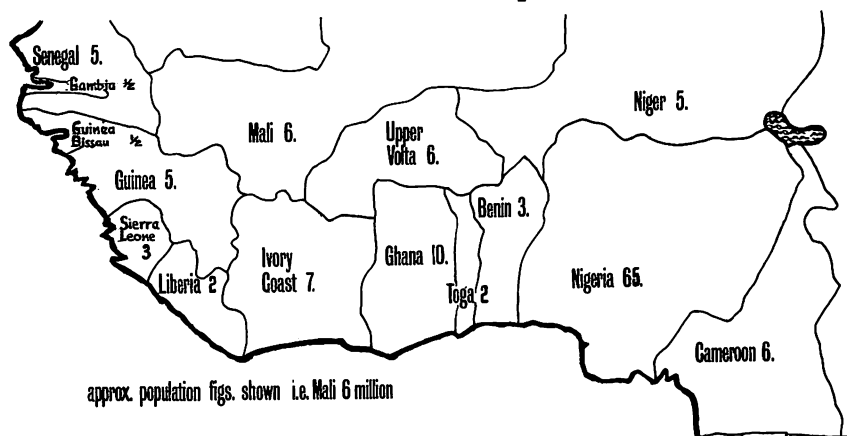 Senegal 5.
Gambia ½
Guinea
Bissau ½
Guinea 5.
Sierra
Leone
3
Liberia 2
Mali 6.
Ivory
Coast 7.
Upper
Volta 6.
Ghana 10.
Toga 2
Benin 3.
Niger 5.
Nigeria 65.
Cameroon 6.
approx. population figs. shown i.e. Mali 6 million